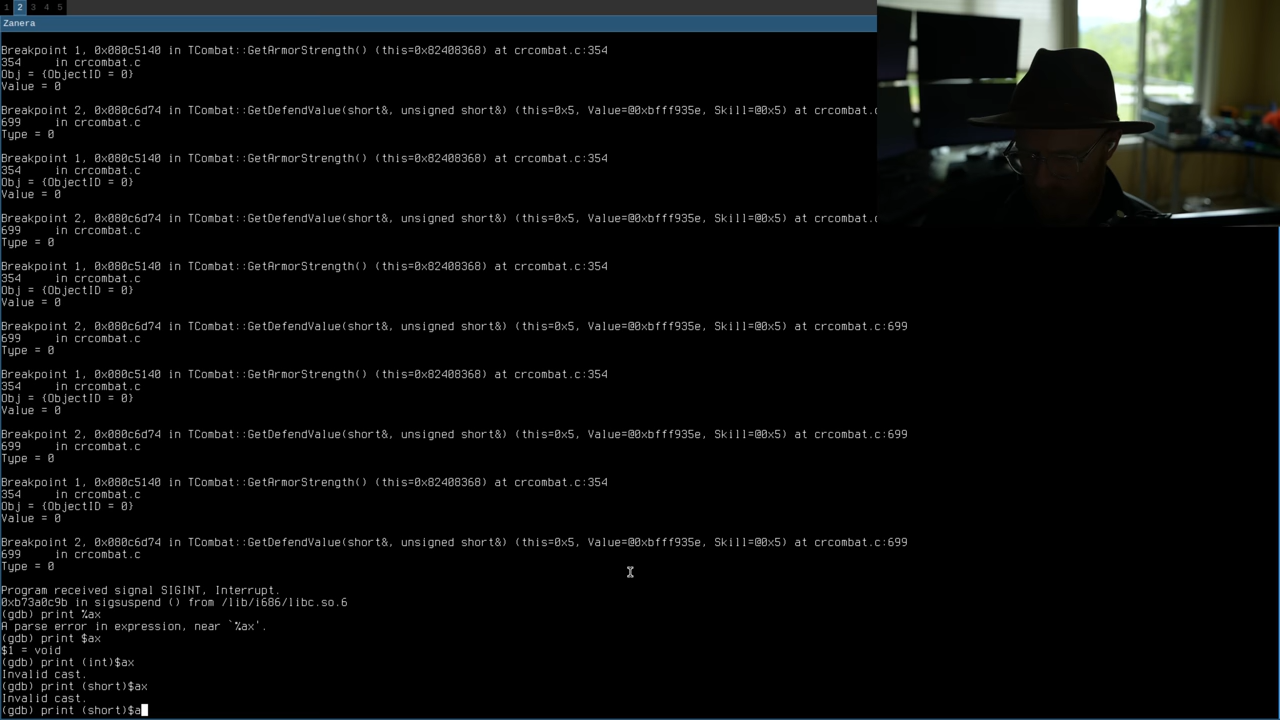 1 2 3 4 5
Zanera
Breakpoint 1, 0x080c5140 in TCombat::GetArmorStrength() (this=0x82408368) at crcombat.c:354
354 in crcombat.c
Obj = {ObjectID = 0}
Value = 0
Breakpoint 2, 0x080c6d74 in TCombat::GetDefendValue(short&, unsigned short&) (this=0x5, Value=@0xbfff935e, Skill=@0x5) at crcombat.c
699 in crcombat.c
Type = 0
Breakpoint 1, 0x080c5140 in TCombat::GetArmorStrength() (this=0x82408368) at crcombat.c:354
354 in crcombat.c
Obj = {ObjectID = 0}
Value = 0
Breakpoint 2, 0x080c6d74 in TCombat::GetDefendValue(short&, unsigned short&) (this=0x5, Value=@0xbfff935e, Skill=@0x5) at crcombat.c
699 in crcombat.c
Type = 0
Breakpoint 1, 0x080c5140 in TCombat::GetArmorStrength() (this=0x82408368) at crcombat.c:354
354 in crcombat.c
Obj = {ObjectID = 0}
Value = 0
Breakpoint 2, 0x080c6d74 in TCombat::GetDefendValue(short&, unsigned short&) (this=0x5, Value=@0xbfff935e, Skill=@0x5) at crcombat.c:699
699 in crcombat.c
Type = 0
Breakpoint 1, 0x080c5140 in TCombat::GetArmorStrength() (this=0x82408368) at crcombat.c:354
354 in crcombat.c
Obj = {ObjectID = 0}
Value = 0
Breakpoint 2, 0x080c6d74 in TCombat::GetDefendValue(short&, unsigned short&) (this=0x5, Value=@0xbfff935e, Skill=@0x5) at crcombat.c:699
699 in crcombat.c
Type = 0
Breakpoint 1, 0x080c5140 in TCombat::GetArmorStrength() (this=0x82408368) at crcombat.c:354
354 in crcombat.c
Obj = {ObjectID = 0}
Value = 0
Breakpoint 2, 0x080c6d74 in TCombat::GetDefendValue(short&, unsigned short&) (this=0x5, Value=@0xbfff935e, Skill=@0x5) at crcombat.c:699
699 in crcombat.c
Type = 0
Program received signal SIGINT, Interrupt.
0xb73a0c9b in sigsuspend () from /lib/i686/libc.so.6
(gdb) print %ax
A parse error in expression, near `%ax'.
(gdb) print $ax
$1 = void
(gdb) print (int)$ax
Invalid cast.
(gdb) print (short)$ax
Invalid cast.
(gdb) print (short)$a